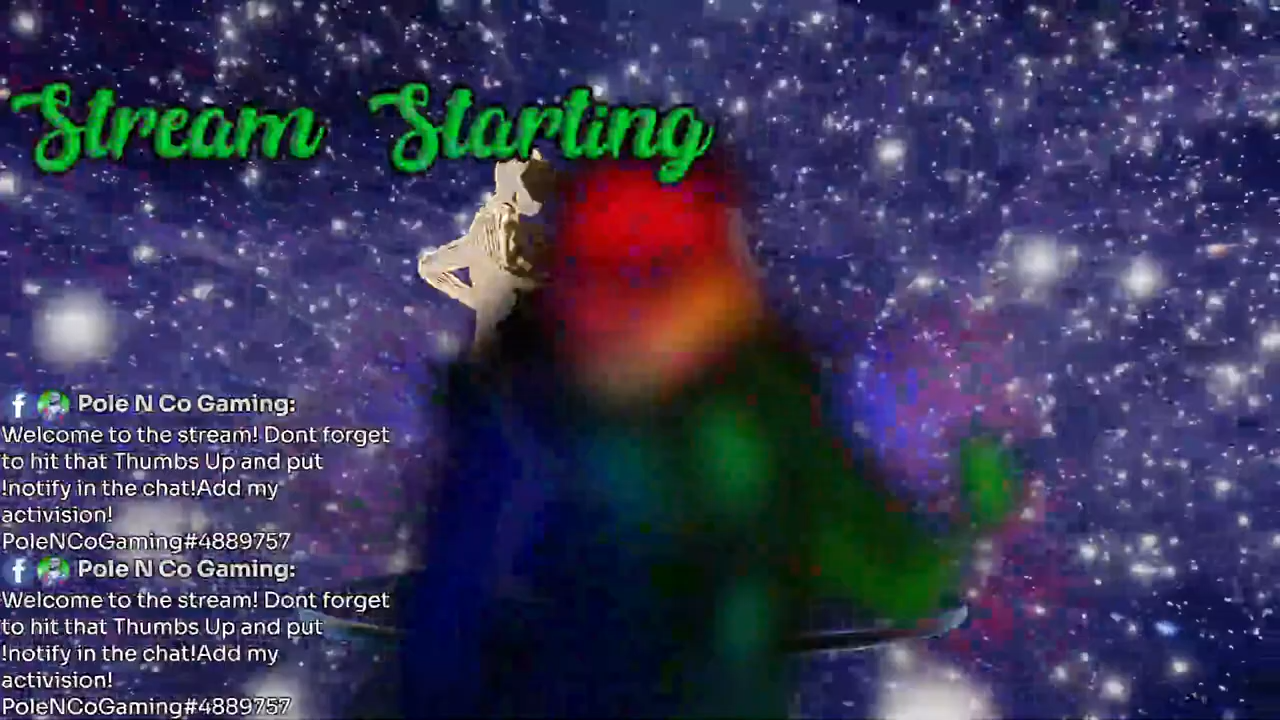 Stream Starting
Pole N Co Gaming:
Welcome to the stream! Dont forget
to hit that Thumbs Up and put
!notify in the chat!Add my
activision!
PoleNCoGaming#4889757
Pole N Co Gaming:
Welcome to the stream! Dont forget
to hit that Thumbs Up and put
!notify in the chat!Add my
activision!
PoleNCoGaming#4889757